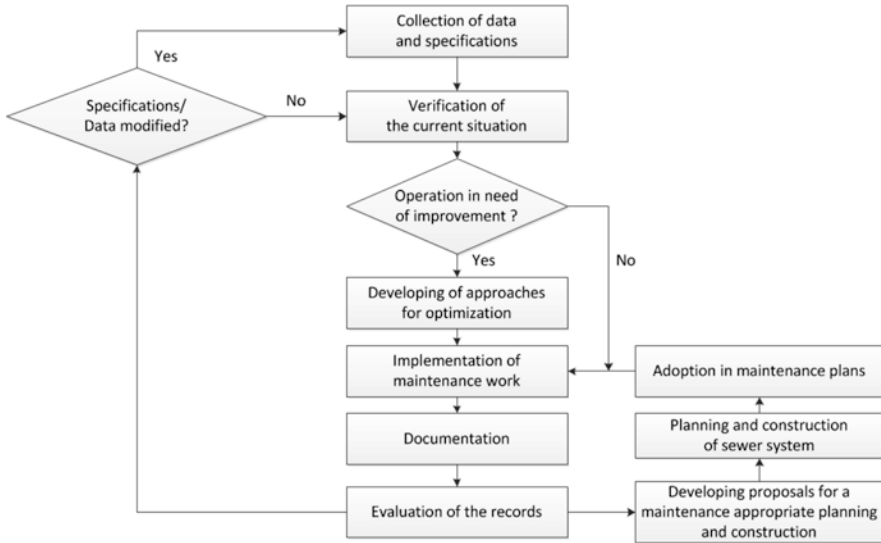 Collection of data
and specifications
Yes
Specifications/
Data modified?
No
Verification of
the current situation
Operation in need
of improvement ?
Yes
No
Developing of approaches
for optimization
Implementation of
maintenance work
Adoption in maintenance plans
Documentation
Planning and construction
of sewer system
Evaluation of the records
Developing proposals for a
maintenance appropriate planning
and construction